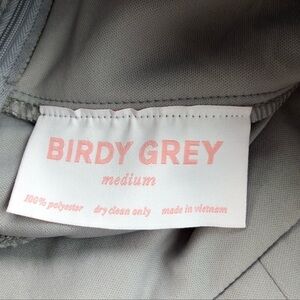 BIRDY GREY
medium
100% polyester dry clean only made in vietnam